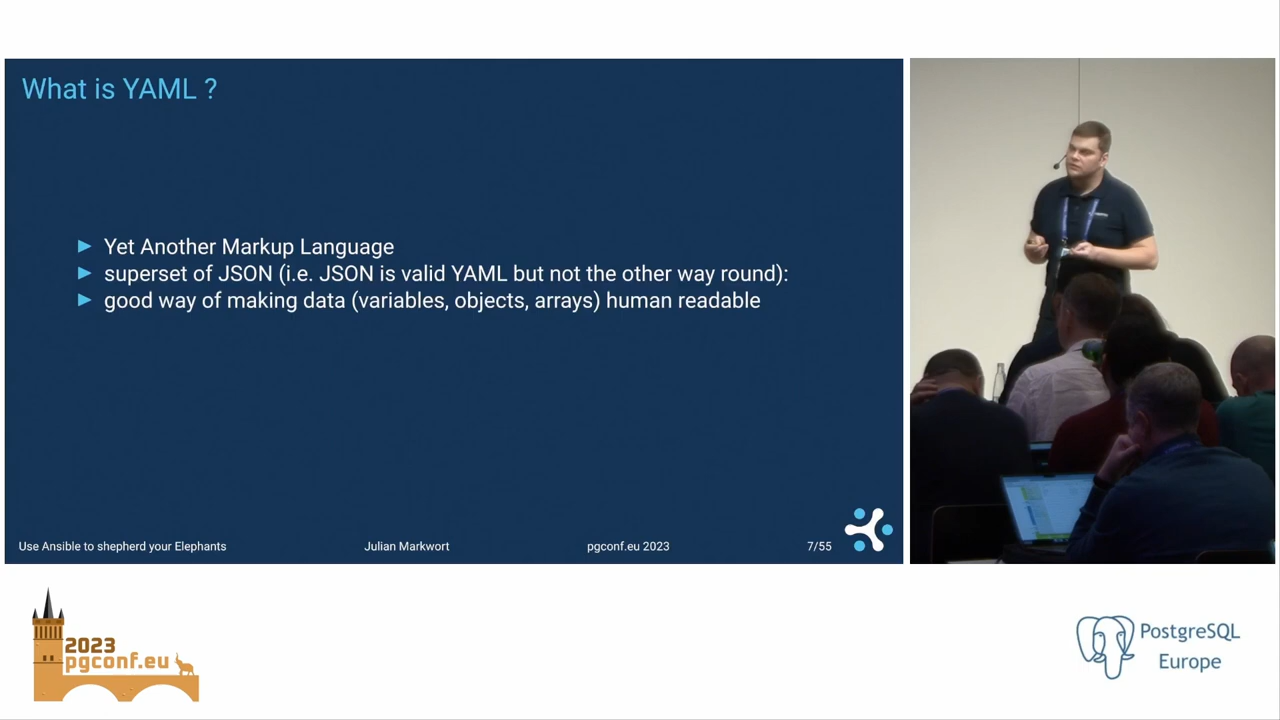 What is YAML ?
Yet Another Markup Language
superset of JSON (i.e. JSON is valid YAML but not the other way round):
good way of making data (variables, objects, arrays) human readable
Use Ansible to shepherd your Elephants
Julian Markwort
pgconf.eu 2023
7/55
2023
pgconf.eu
PostgreSQL
Europe